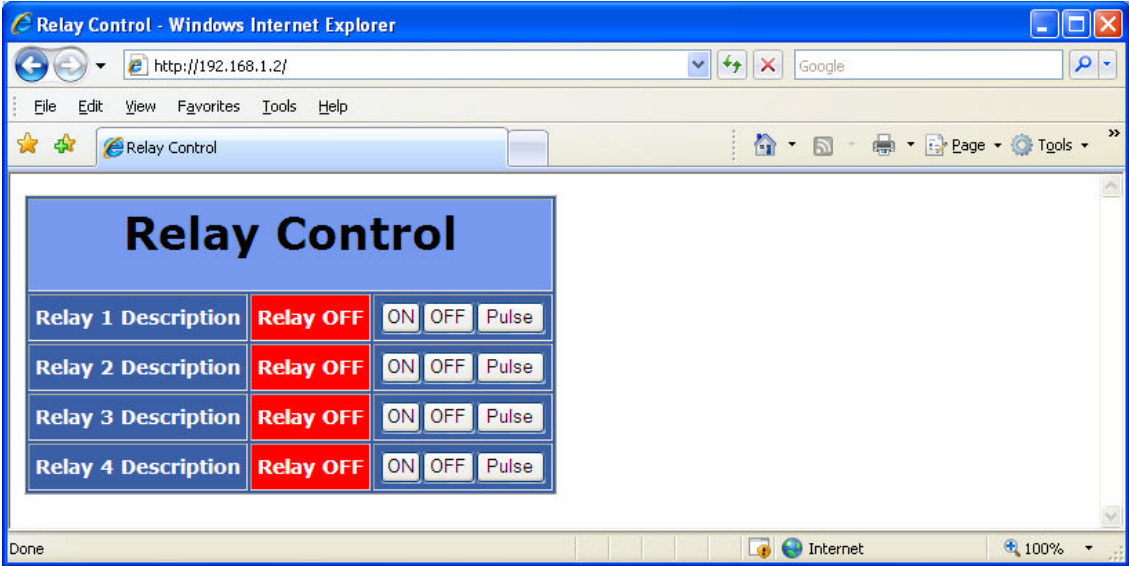 Relay Control - Windows Internet Explorer
http://192.168.1.2/
Google
File Edit View Favorites Tools Help
Relay Control
Page Tools »
Relay Control
Relay 1 Description Relay OFF ON OFF Pulse
Relay 2 Description Relay OFF ON OFF Pulse
Relay 3 Description Relay OFF ON OFF Pulse
Relay 4 Description Relay OFF ON OFF Pulse
Done Internet 100%